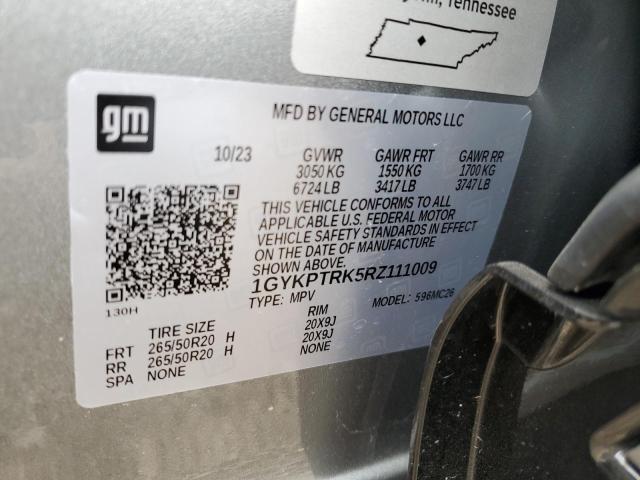 Tennessee
gm
MFD BY GENERAL MOTORS LLC
10/23 GVWR GAWR FRT GAWR RR
3050 KG 1550 KG 1700 KG
6724 LB 3417 LB 3747 LB
THIS VEHICLE CONFORMS TO ALL
APPLICABLE U.S. FEDERAL MOTOR
VEHICLE SAFETY STANDARDS IN EFFECT
ON THE DATE OF MANUFACTURE
SHOWN ABOVE.
1GYKPTRK5RZ111009
130H
TYPE: MPV MODEL: 596MC26
TIRE SIZE RIM
FRT 265/50R20 H 20X9J
RR 265/50R20 H 20X9J
SPA NONE NONE